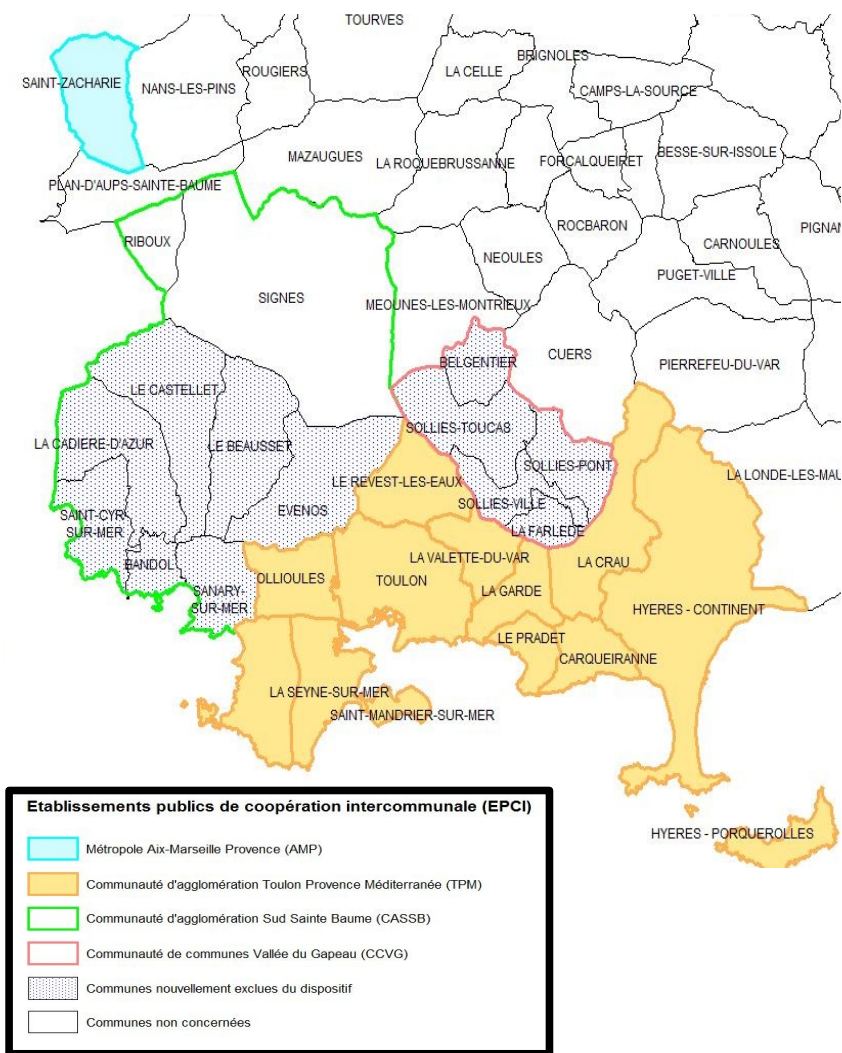 TOURVES
BRIGNOLES
ROUGIERS
LA CELLE
SAINT-ZACHARIE
NANS-LES-PINS
CAMPS-LA-SOURCE
MAZAUGUES
LA ROQUEBRUSSANNE
FORCALQUEIRET
BESSE-SUR-ISSOLE
PLAN-D'AUPS-SAINTE-BAUME
RIBOUX
ROCBARON
PIGNAN
CARNOULES
NEOULES
PUGET-VILLE
SIGNES
MEOUNES-LES-MONTRIEUX
CUERS
BELGENTIER
PIERREFEU-DU-VAR
LE CASTELLET
SOLLIES-TOUCAS
LA CADIERE-D'AZUR
LE BEAUSSET
SOLLIES-PONT
LE REVEST-LES-EAUX
LA LONDE-LES-MAU
SAINT-CYR-
SUR-MER
EVENOS
SOLLIES-VILLE
LA FARLEDE
BANDOL
LA VALETTE-DU-VAR
LA CRAU
OLLIOULES
TOULON
SANARY-
SUR-MER
LA GARDE
HYERES - CONTINENT
LE PRADET
CARQUEIRANNE
LA SEYNE-SUR-MER
SAINT-MANDRIER-SUR-MER
HYERES - PORQUEROLLES
Etablissements publics de coopération intercommunale (EPCI)
Métropole Aix-Marseille Provence (AMP)
Communauté d'agglomération Toulon Provence Méditerranée (TPM)
Communauté d'agglomération Sud Sainte Baume (CASSB)
Communauté de communes Vallée du Gapeau (CCVG)
Communes nouvellement exclues du dispositif
Communes non concernées